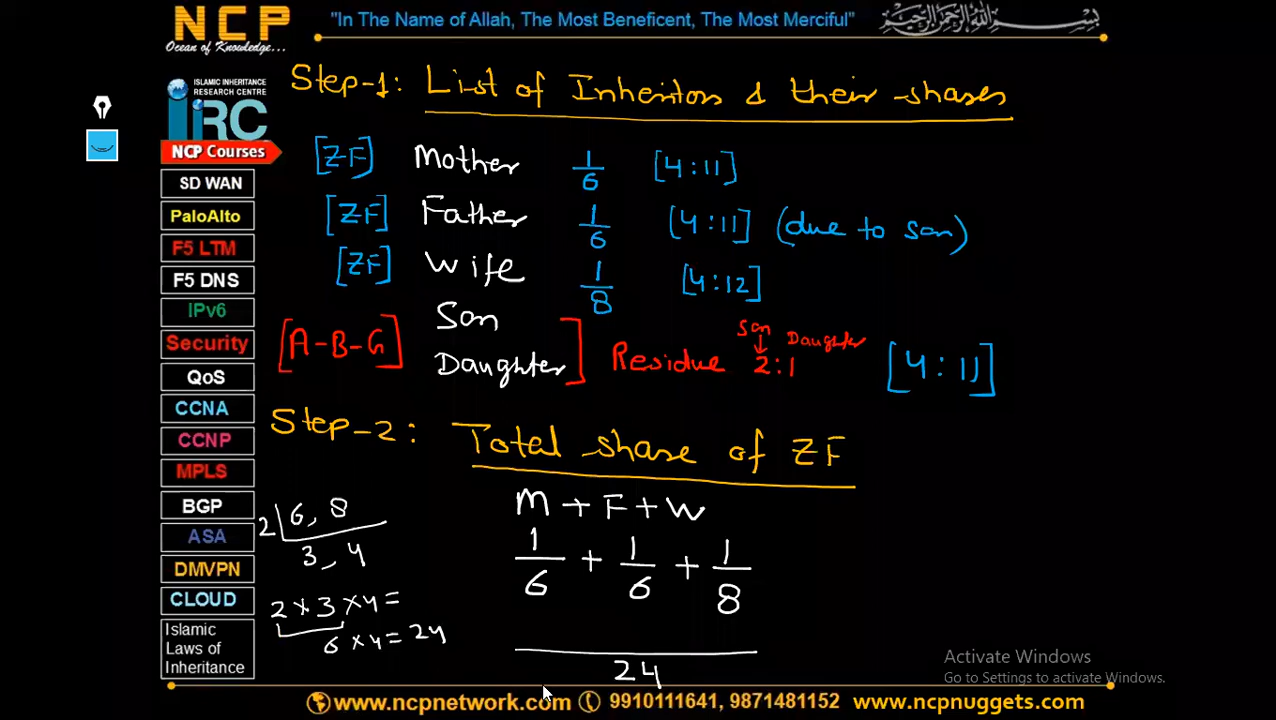 NCP
Ocean of Knowledge...
"In The Name of Allah, The Most Beneficent, The Most Merciful"
ISLAMIC INHERITANCE
RESEARCH CENTRE
iRC
NCP Courses
SD WAN
PaloAlto
F5 LTM
F5 DNS
IPv6
Security
QoS
CCNA
CCNP
MPLS
BGP
ASA
DMVPN
CLOUD
Islamic
Laws of
Inheritance
Step-1: List of Inheritors & their shares
[ZF] Mother 1/6 [4:11]
[ZF] Father 1/6 [4:11] (due to son)
[ZF] Wife 1/8 [4:12]
Son
Son Daughter
[A-B-G] Daughter ] Residue 2:1 [4:11]
Step-2: Total share of ZF
M + F + W
1/6 + 1/6 + 1/8
24
2 6, 8
3, 4
2 × 3 × 4 =
6 × 4 = 24
Activate Windows
Go to Settings to activate Windows.
www.ncpnetwork.com 9910111641, 9871481152 www.ncpnuggets.com